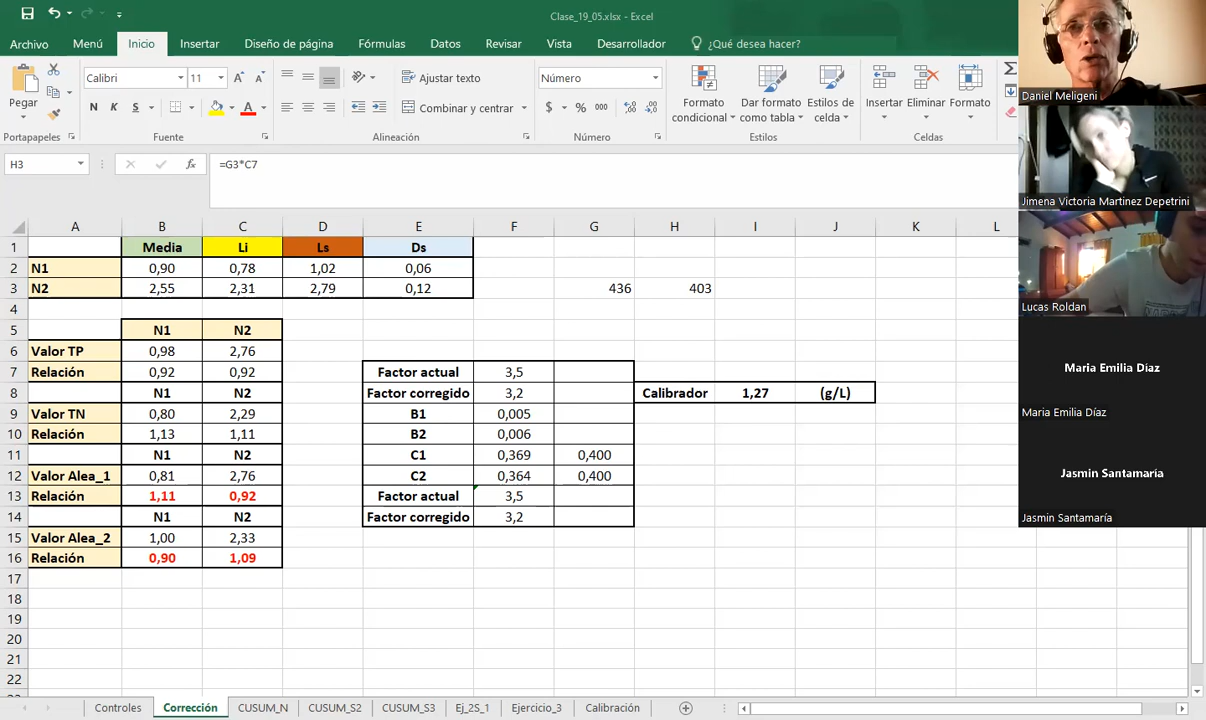 Clase_19_05.xlsx - Excel
Archivo Menú Inicio Insertar Diseño de página Fórmulas Datos Revisar Vista Desarrollador ¿Qué desea hacer?
Pegar
Calibri 11
N K S
Ajustar texto
Combinar y centrar
Número
$ % 000
Formato condicional
Dar formato como tabla
Estilos de celda
Insertar Eliminar Formato
Portapapeles Fuente Alineación Número Estilos Celdas
H3 fx =G3*C7
A B C D E F G H I J K L
1 Media Li Ls Ds
2 N1 0,90 0,78 1,02 0,06
3 N2 2,55 2,31 2,79 0,12 436 403
4
5 N1 N2
6 Valor TP 0,98 2,76
7 Relación 0,92 0,92 Factor actual 3,5
8 N1 N2 Factor corregido 3,2 Calibrador 1,27 (g/L)
9 Valor TN 0,80 2,29 B1 0,005
10 Relación 1,13 1,11 B2 0,006
11 N1 N2 C1 0,369 0,400
12 Valor Alea_1 0,81 2,76 C2 0,364 0,400
13 Relación 1,11 0,92 Factor actual 3,5
14 N1 N2 Factor corregido 3,2
15 Valor Alea_2 1,00 2,33
16 Relación 0,90 1,09
17
18
19
20
21
22
Controles Corrección CUSUM_N CUSUM_S2 CUSUM_S3 Ej_2S_1 Ejercicio_3 Calibración
Daniel Meligeni
Jimena Victoria Martinez Depetrini
Lucas Roldan
Maria Emilia Diaz
Maria Emilia Díaz
Jasmin Santamaría
Jasmin Santamaría